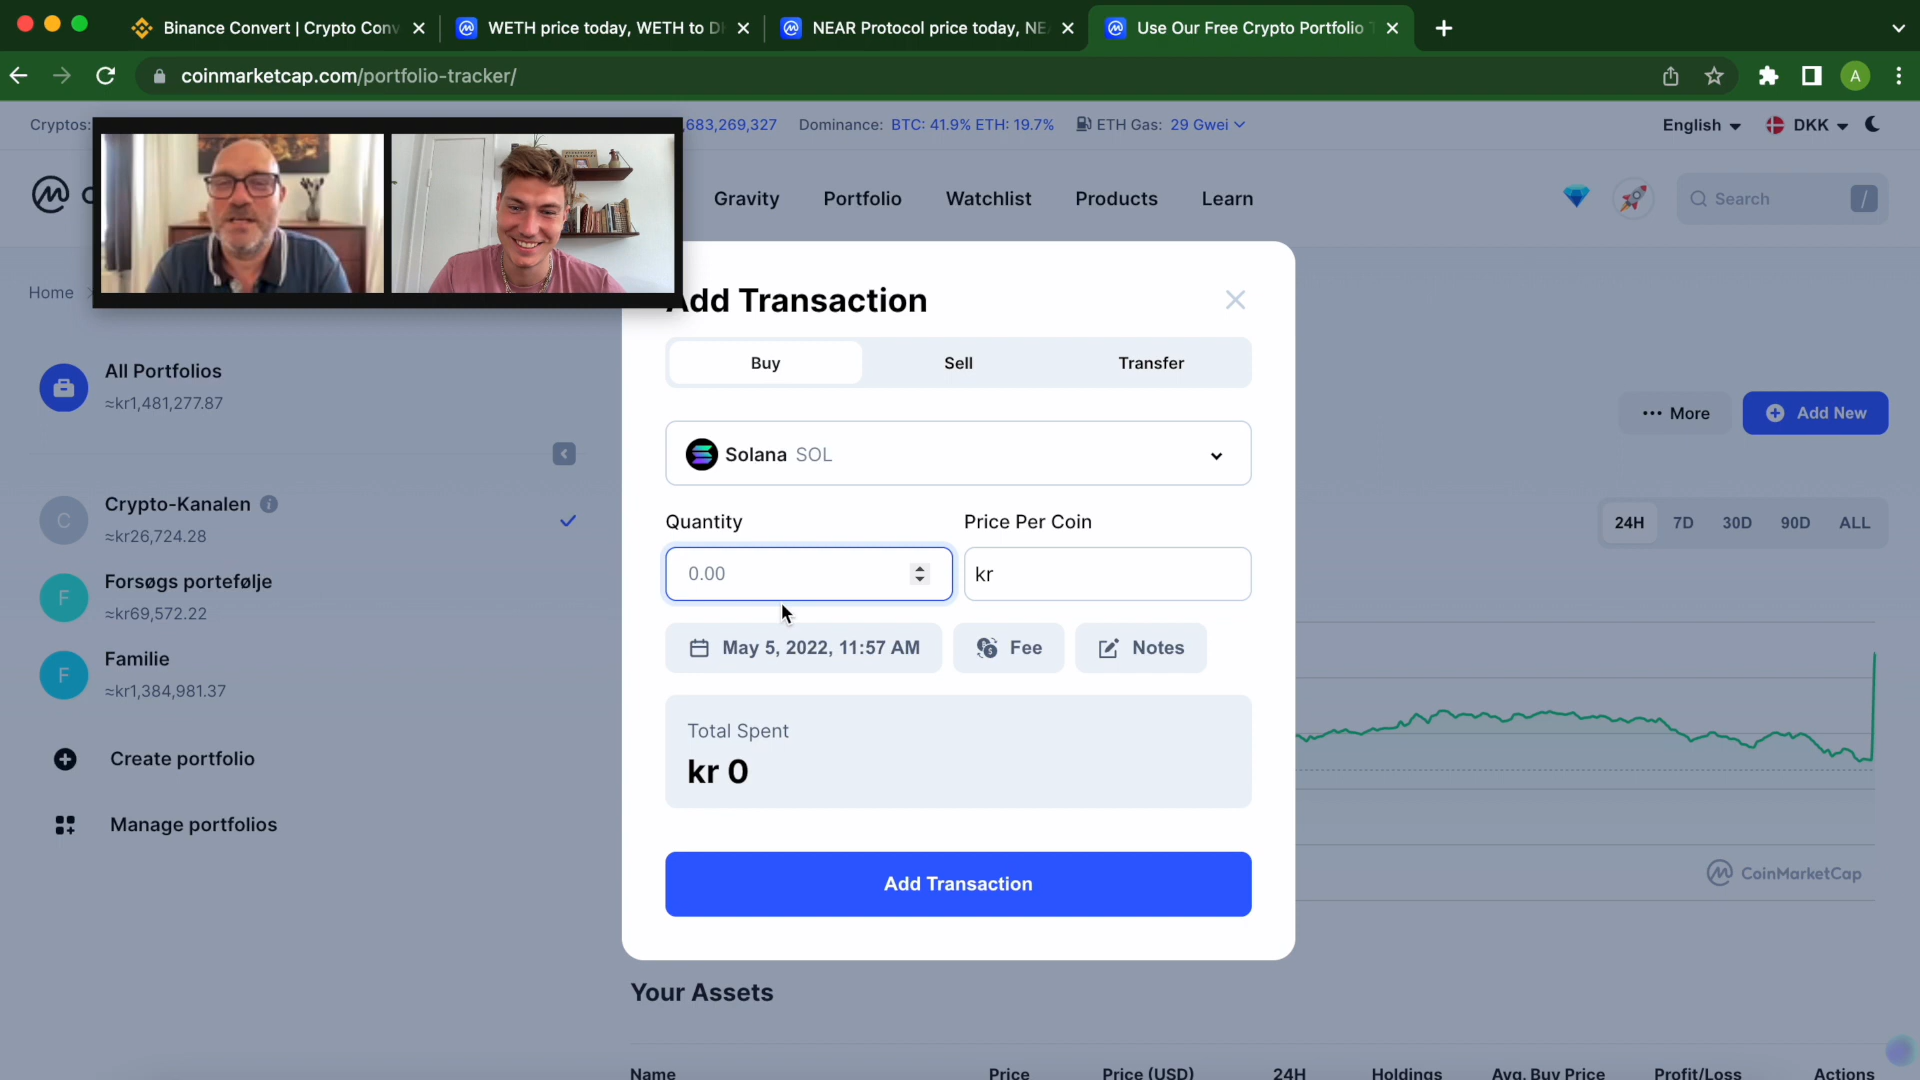 Binance Convert | Crypto Conv
WETH price today, WETH to D
NEAR Protocol price today, NE
Use Our Free Crypto Portfolio T
coinmarketcap.com/portfolio-tracker/
A
Cryptos:
,683,269,327 Dominance: BTC: 41.9% ETH: 19.7% ETH Gas: 29 Gwei
English DKK
Gravity Portfolio Watchlist Products Learn
Search /
Home
Add Transaction
Buy Sell Transfer
All Portfolios
≈kr1,481,277.87
More Add New
Solana SOL
C
Crypto-Kanalen
≈kr26,724.28
Quantity Price Per Coin
24H 7D 30D 90D ALL
0.00 kr
F
Forsøgs portefølje
≈kr69,572.22
May 5, 2022, 11:57 AM Fee Notes
F
Familie
≈kr1,384,981.37
Total Spent
kr 0
Create portfolio
Manage portfolios
Add Transaction
CoinMarketCap
Your Assets
Name Price Price (USD) 24H Holdings Avg. Buy Price Profit/Loss Actions